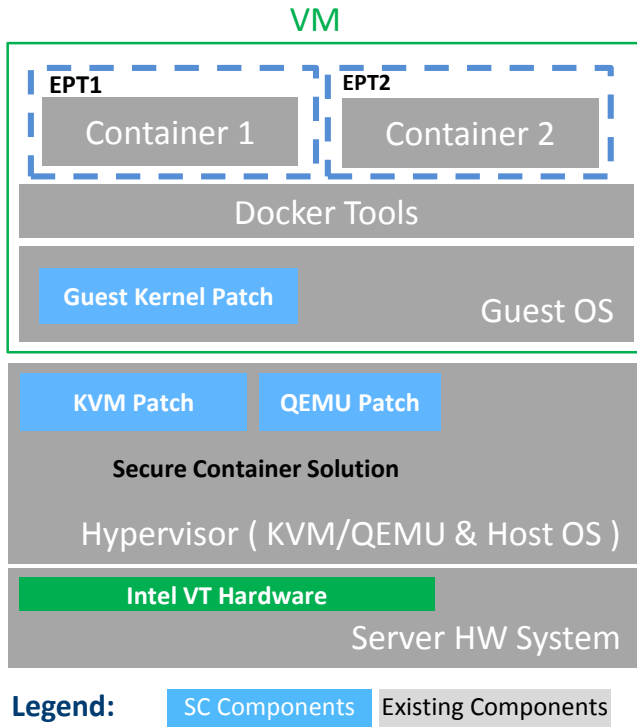 VM
EPT1
EPT2
Container 1
Container 2
Docker Tools
Guest Kernel Patch
Guest OS
KVM Patch
QEMU Patch
Secure Container Solution
Hypervisor ( KVM/QEMU & Host OS )
Intel VT Hardware
Server HW System
Legend:
SC Components
Existing Components